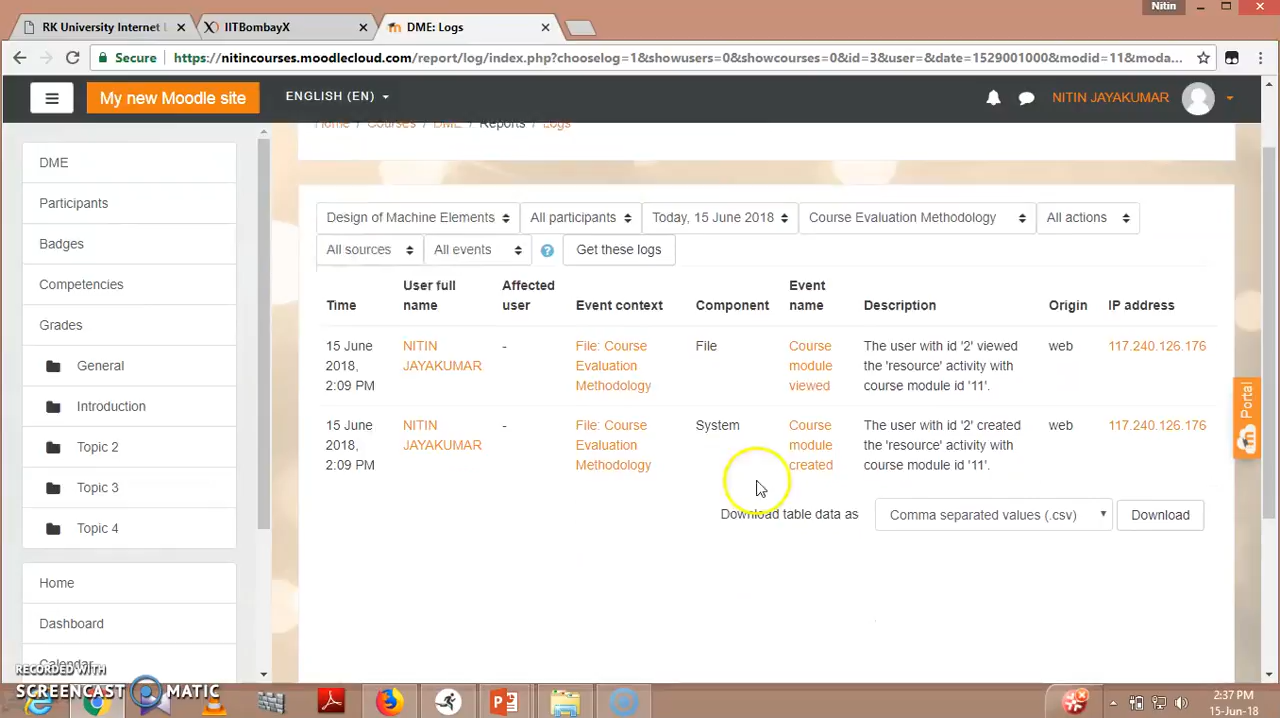 Nitin
RK University Internet
IITBombayX
DME: Logs
Secure https://nitincourses.moodlecloud.com/report/log/index.php?chooselog=1&showusers=0&showcourses=0&id=3&user=&date=1529001000&modid=11&moda...
My new Moodle site
ENGLISH (EN)
NITIN JAYAKUMAR
Home / Courses / DME / Reports / Logs
DME
Participants
Badges
Competencies
Grades
General
Introduction
Topic 2
Topic 3
Topic 4
Home
Dashboard
Calendar
Design of Machine Elements All participants Today, 15 June 2018 Course Evaluation Methodology All actions
All sources All events ? Get these logs
Time User full name Affected user Event context Component Event name Description Origin IP address
15 June 2018, 2:09 PM NITIN JAYAKUMAR - File: Course Evaluation Methodology File Course module viewed The user with id '2' viewed the 'resource' activity with course module id '11'. web 117.240.126.176
15 June 2018, 2:09 PM NITIN JAYAKUMAR - File: Course Evaluation Methodology System Course module created The user with id '2' created the 'resource' activity with course module id '11'. web 117.240.126.176
Download table data as Comma separated values (.csv) Download
Portal
RECORDED WITH
SCREENCAST MATIC
2:37 PM
15-Jun-18